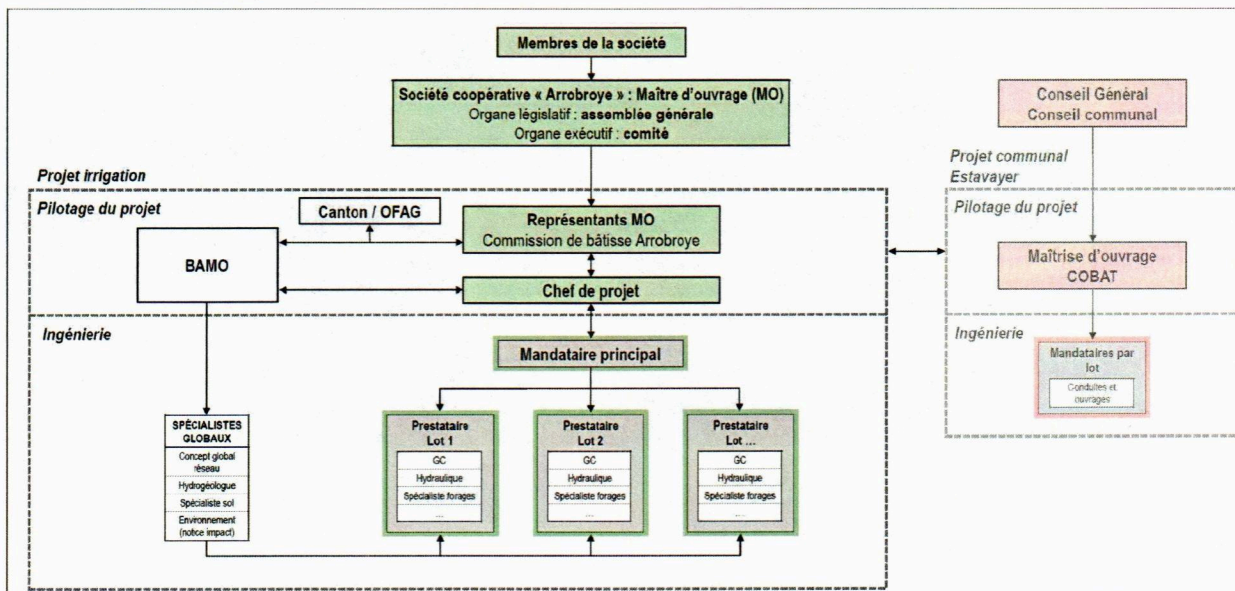 Membres de la société
Société coopérative « Arrobroye » : Maître d'ouvrage (MO)
Organe législatif : assemblée générale
Organe exécutif : comité
Projet irrigation
Pilotage du projet
Canton / OFAG
Représentants MO
Commission de bâtisse Arrobroye
BAMO
Chef de projet
Ingénierie
Mandataire principal
SPÉCIALISTES
GLOBAUX
Concept global
réseau
Hydrogéologue
Spécialiste sol
Environnement
(notice impact)
Prestataire
Lot 1
GC
Hydraulique
Spécialiste forages
...
Prestataire
Lot 2
GC
Hydraulique
Spécialiste forages
...
Prestataire
Lot ...
GC
Hydraulique
Spécialiste forages
...
Conseil Général
Conseil communal
Projet communal
Estavayer
Pilotage du projet
Maîtrise d'ouvrage
COBAT
Ingénierie
Mandataires par
lot
Conduites et
ouvrages